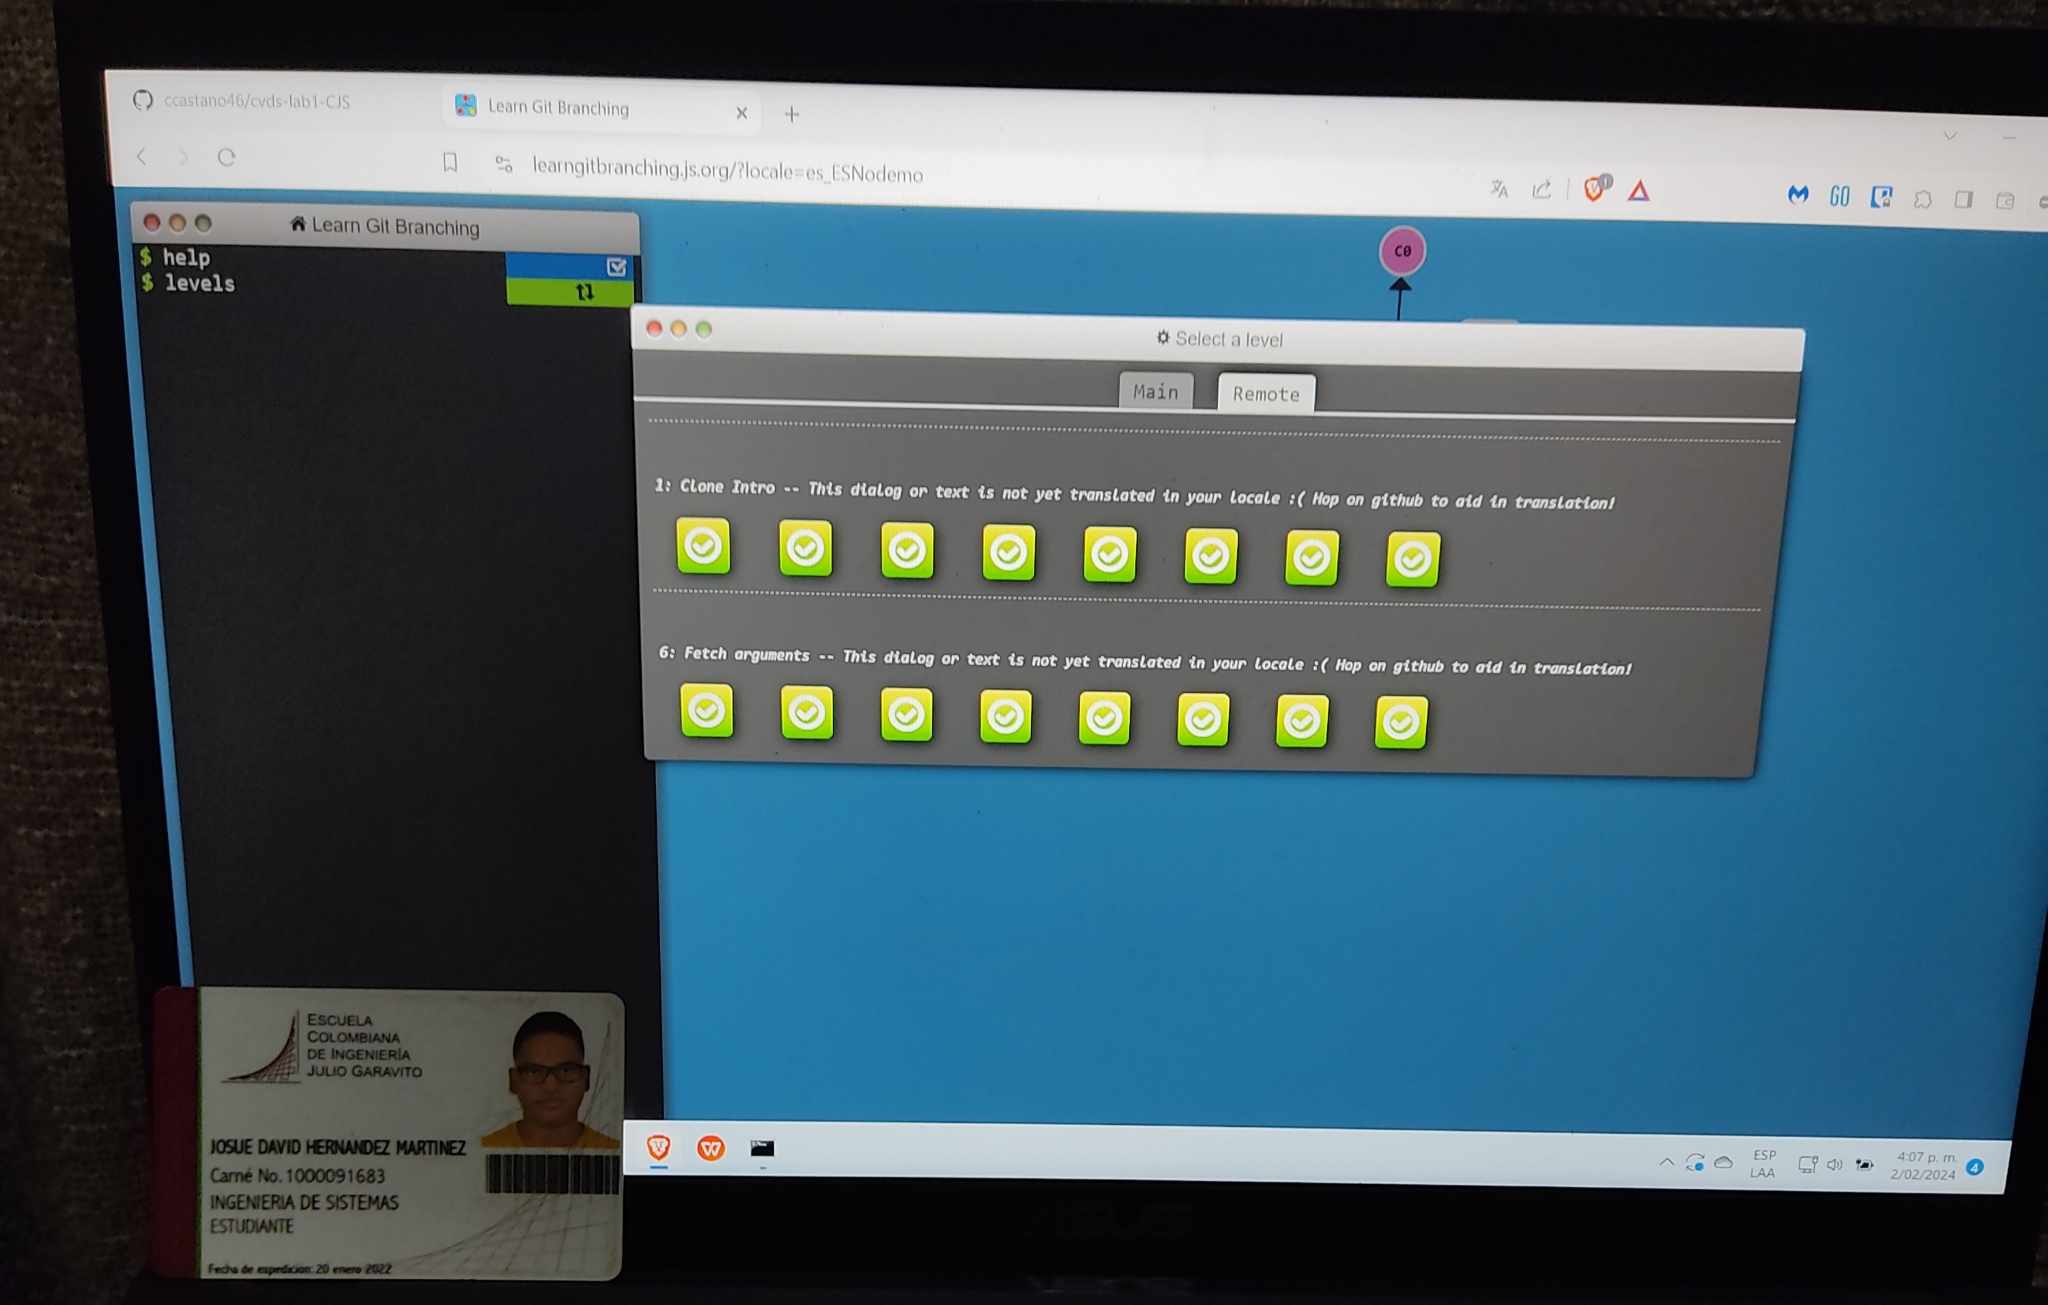 ccastano46/cvds-lab1-CJS
Learn Git Branching
learngitbranching.js.org/?locale=es_ESNodemo
GO
Learn Git Branching
$ help
$ levels
C0
Select a level
Main
Remote
1: Clone Intro -- This dialog or text is not yet translated in your locale :( Hop on github to aid in translation!
6: Fetch arguments -- This dialog or text is not yet translated in your locale :( Hop on github to aid in translation!
ESCUELA
COLOMBIANA
DE INGENIERÍA
JULIO GARAVITO
JOSUE DAVID HERNANDEZ MARTINEZ
Carné No. 1000091683
INGENIERIA DE SISTEMAS
ESTUDIANTE
Fecha de expedicion: 20 enero 2022
ESP
LAA
4:07 p. m.
2/02/2024
4